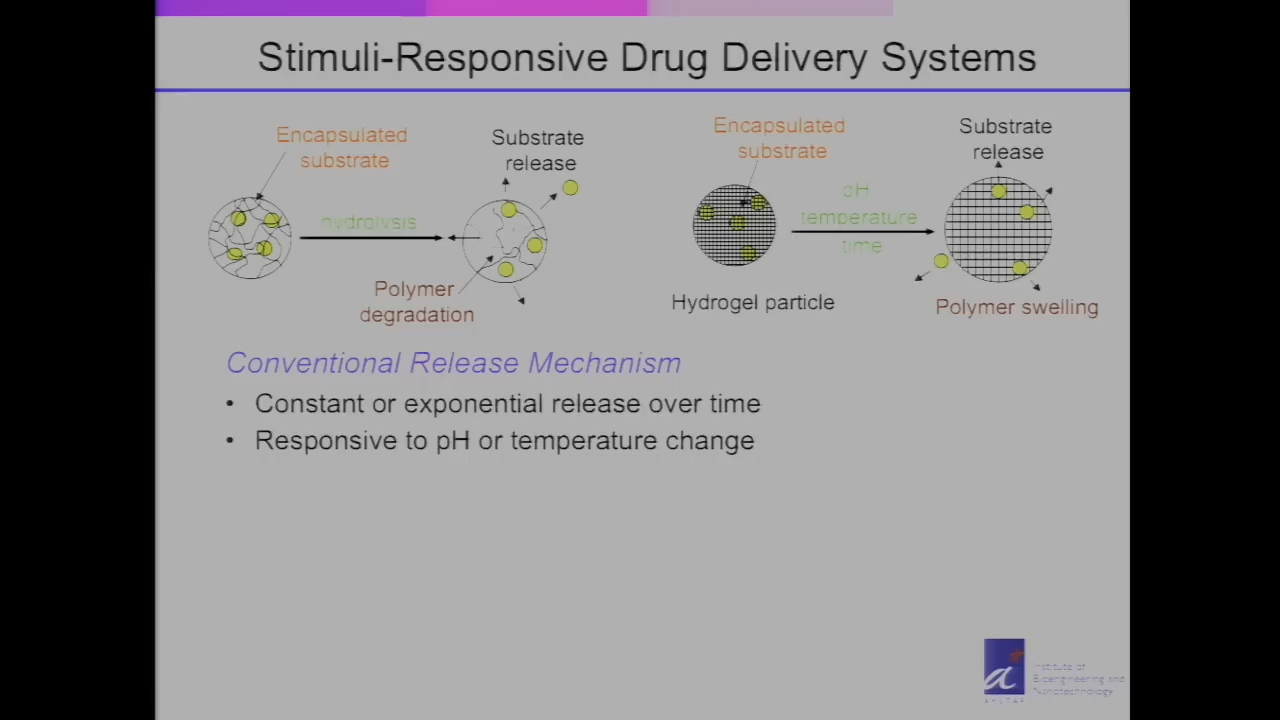 Stimuli-Responsive Drug Delivery Systems
Encapsulated
substrate
Substrate
release
hydrolysis
Polymer
degradation
Encapsulated
substrate
Substrate
release
pH
temperature
time
Hydrogel particle
Polymer swelling
Conventional Release Mechanism
• Constant or exponential release over time
• Responsive to pH or temperature change
Institute of
Bioengineering and
Nanotechnology